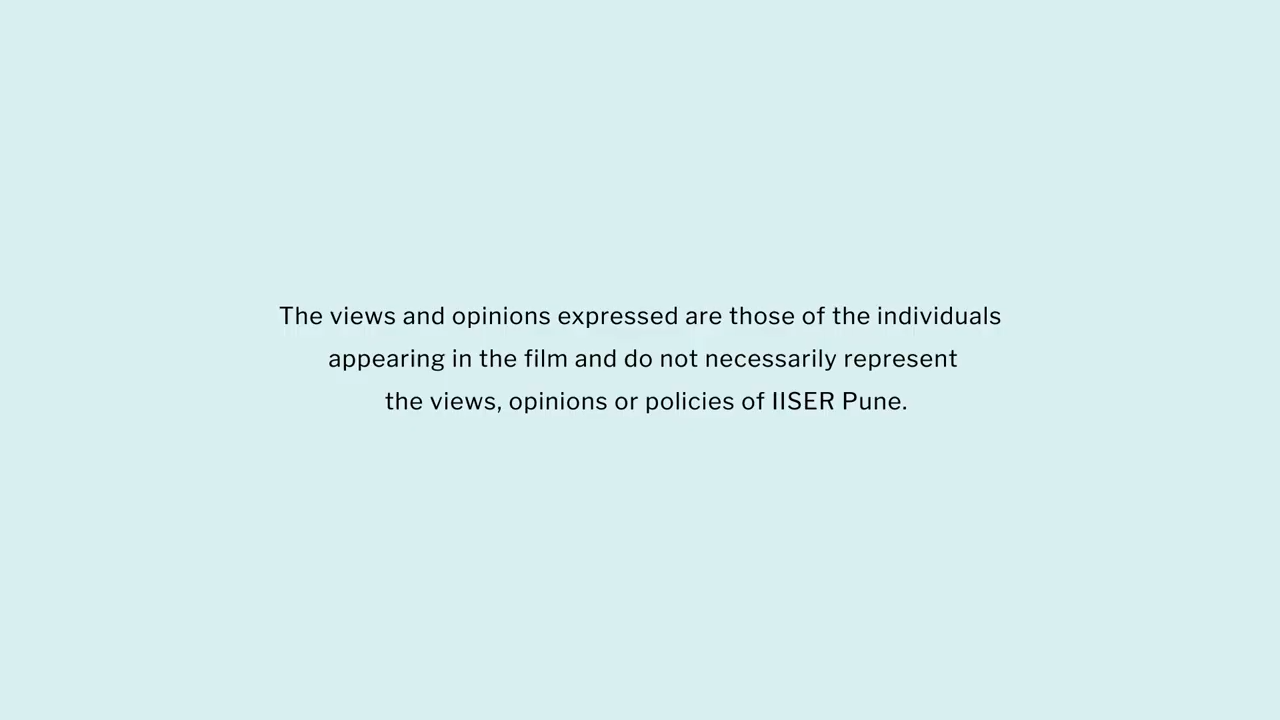 The views and opinions expressed are those of the individuals
appearing in the film and do not necessarily represent
the views, opinions or policies of IISER Pune.